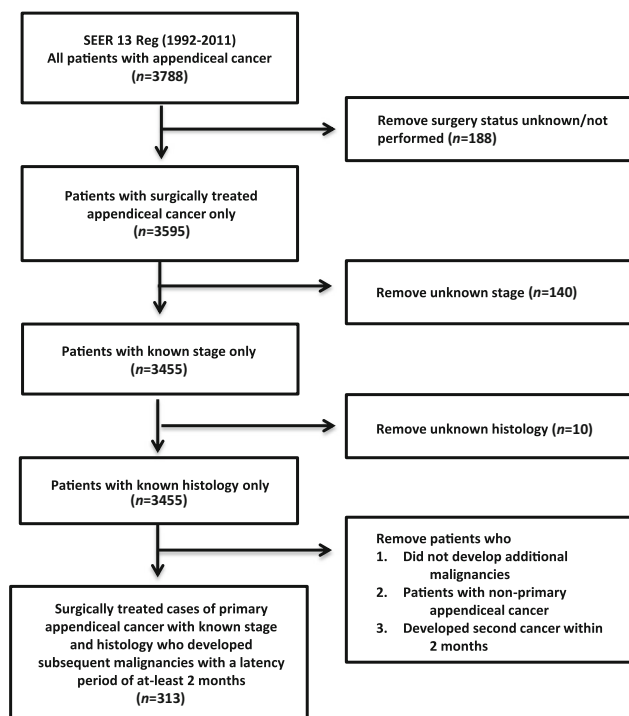 SEER 13 Reg (1992-2011)
All patients with appendiceal cancer
(n=3788)
Remove surgery status unknown/not
performed (n=188)
Patients with surgically treated
appendiceal cancer only
(n=3595)
Remove unknown stage (n=140)
Patients with known stage only
(n=3455)
Remove unknown histology (n=10)
Patients with known histology only
(n=3455)
Remove patients who
1. Did not develop additional
malignancies
2. Patients with non-primary
appendiceal cancer
3. Developed second cancer within
2 months
Surgically treated cases of primary
appendiceal cancer with known stage
and histology who developed
subsequent malignancies with a latency
period of at-least 2 months
(n=313)